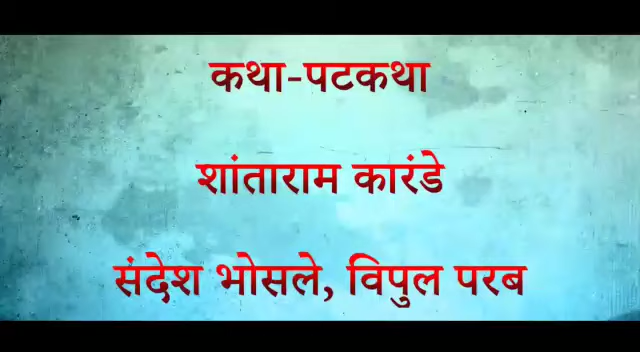 कथा-पटकथा
शांताराम कारंडे
संदेश भोसले, विपुल परब